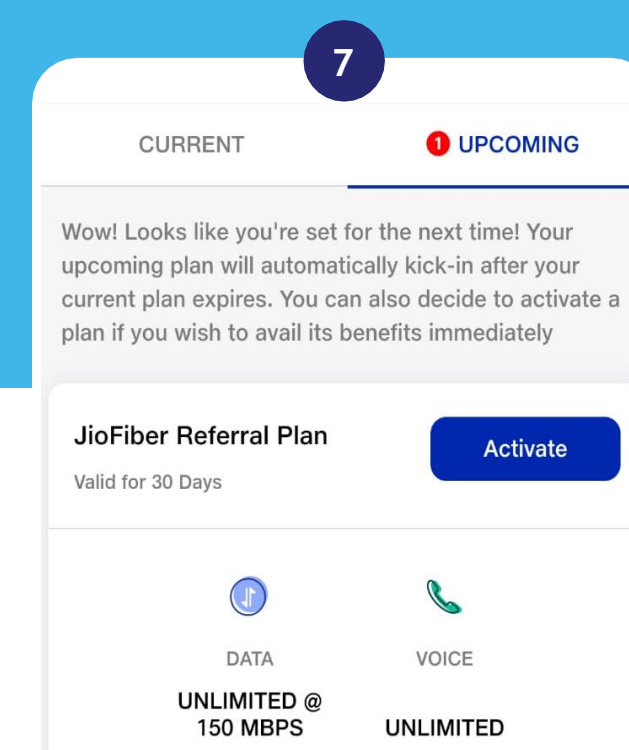 7
CURRENT
1 UPCOMING
Wow! Looks like you're set for the next time! Your
upcoming plan will automatically kick-in after your
current plan expires. You can also decide to activate a
plan if you wish to avail its benefits immediately
JioFiber Referral Plan
Activate
Valid for 30 Days
DATA
VOICE
UNLIMITED @
150 MBPS
UNLIMITED